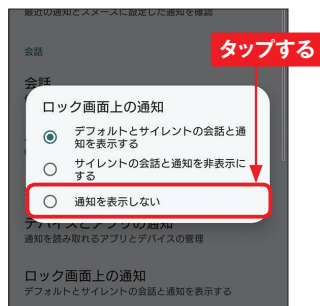 最近の通知とスヌーズに設定した通知を確認
タップする
会話
会話
ロック画面上の通知
デフォルトとサイレントの会話と通
知を表示する
サイレントの会話と通知を非表示に
する
通知を表示しない
デバイスとアプリの通知
通知を読み取れるアプリとデバイスの管理
ロック画面上の通知
デフォルトとサイレントの会話と通知を表示する